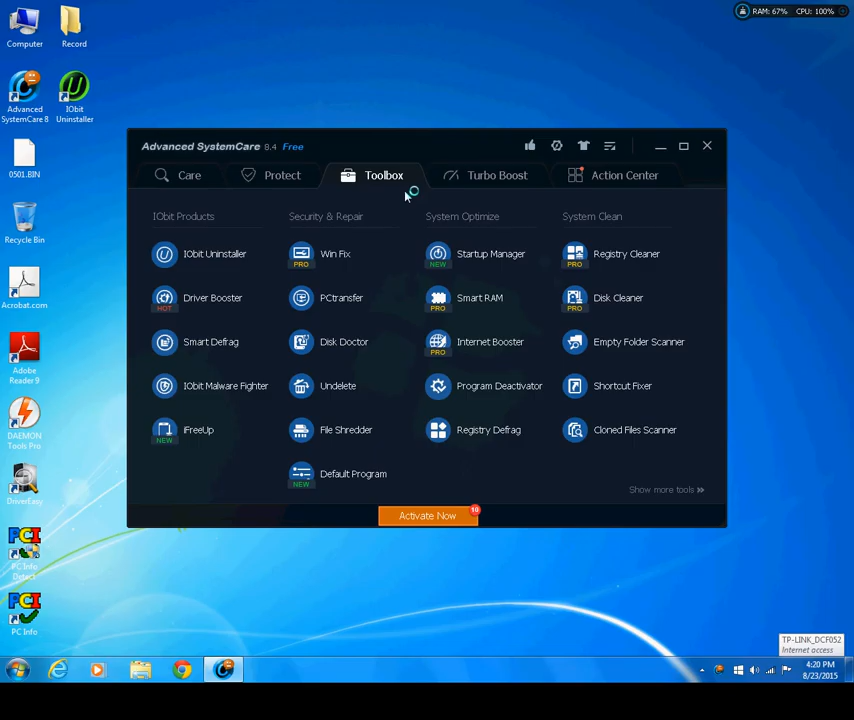 RAM: 67% CPU: 100%
Computer
Record
Advanced
SystemCare 8
IObit
Uninstaller
0501.BIN
Recycle Bin
Acrobat.com
Adobe
Reader 9
DAEMON
Tools Pro
DriverEasy
PCI
PC Info
Detect
PCI
PC Info
Advanced SystemCare 8.4 Free
Care
Protect
Toolbox
Turbo Boost
Action Center
IObit Products
Security & Repair
System Optimize
System Clean
IObit Uninstaller
Win Fix
PRO
Startup Manager
NEW
Registry Cleaner
PRO
Driver Booster
HOT
PCtransfer
Smart RAM
PRO
Disk Cleaner
PRO
Smart Defrag
Disk Doctor
Internet Booster
PRO
Empty Folder Scanner
IObit Malware Fighter
Undelete
Program Deactivator
Shortcut Fixer
iFreeUp
NEW
File Shredder
Registry Defrag
Cloned Files Scanner
Default Program
NEW
Show more tools
Activate Now
10
TP-LINK_DCF052
Internet access
4:20 PM
8/23/2015